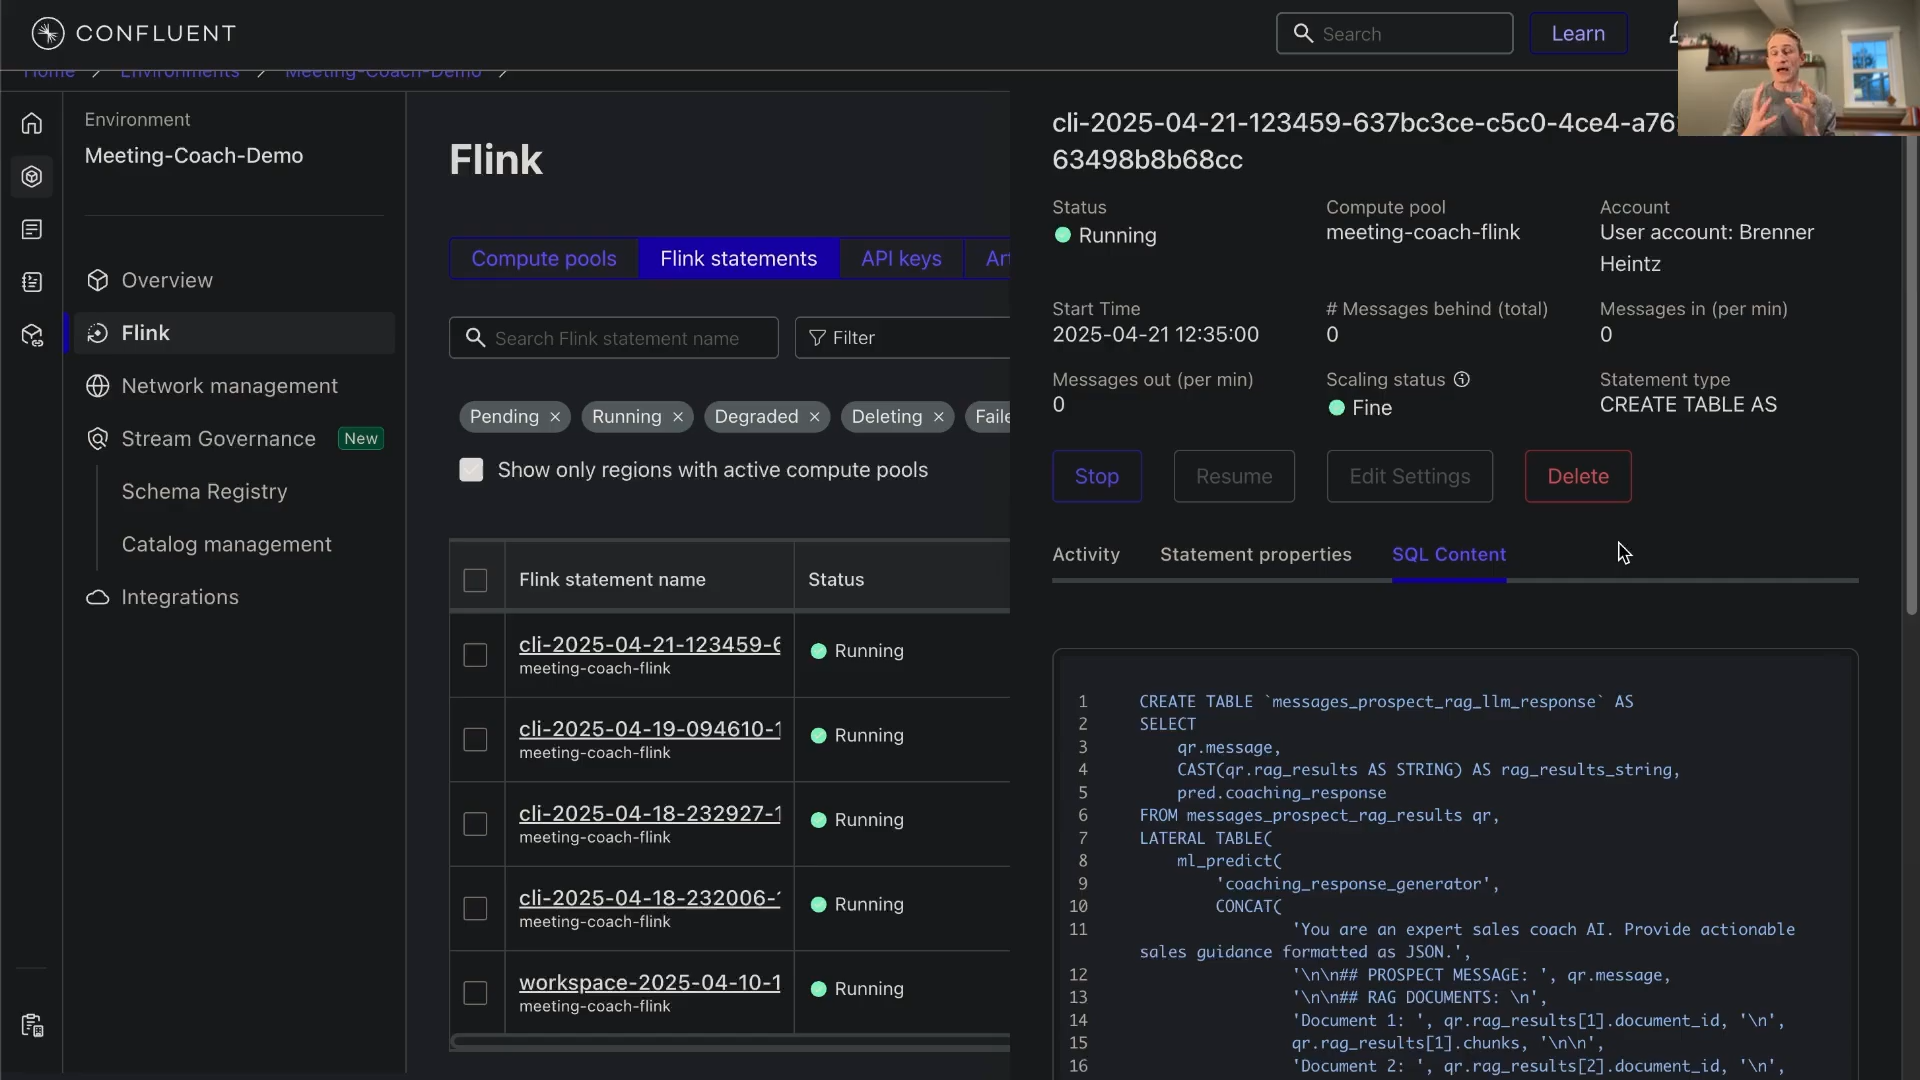 CONFLUENT
Search
Learn
Home / Environments / Meeting-Coach-Demo /
Environment
Meeting-Coach-Demo
Overview
Flink
Network management
Stream Governance New
Schema Registry
Catalog management
Integrations
Flink
Compute pools
Flink statements
API keys
Ar
Search Flink statement name
Filter
Pending ×
Running ×
Degraded ×
Deleting ×
Faile
Show only regions with active compute pools
Flink statement name
Status
cli-2025-04-21-123459-6
meeting-coach-flink
Running
cli-2025-04-19-094610-1
meeting-coach-flink
Running
cli-2025-04-18-232927-1
meeting-coach-flink
Running
cli-2025-04-18-232006-
meeting-coach-flink
Running
workspace-2025-04-10-1
meeting-coach-flink
Running
cli-2025-04-21-123459-637bc3ce-c5c0-4ce4-a76
63498b8b68cc
Status
Running
Compute pool
meeting-coach-flink
Account
User account: Brenner
Heintz
Start Time
2025-04-21 12:35:00
# Messages behind (total)
0
Messages in (per min)
0
Messages out (per min)
0
Scaling status
Fine
Statement type
CREATE TABLE AS
Stop
Resume
Edit Settings
Delete
Activity
Statement properties
SQL Content
1 CREATE TABLE `messages_prospect_rag_llm_response` AS
2 SELECT
3 qr.message,
4 CAST(qr.rag_results AS STRING) AS rag_results_string,
5 pred.coaching_response
6 FROM messages_prospect_rag_results qr,
7 LATERAL TABLE(
8 ml_predict(
9 'coaching_response_generator',
10 CONCAT(
11 'You are an expert sales coach AI. Provide actionable
sales guidance formatted as JSON.',
12 '\n\n## PROSPECT MESSAGE: ', qr.message,
13 '\n\n## RAG DOCUMENTS: \n',
14 'Document 1: ', qr.rag_results[1].document_id, '\n',
15 qr.rag_results[1].chunks, '\n\n',
16 'Document 2: ', qr.rag_results[2].document_id, '\n',